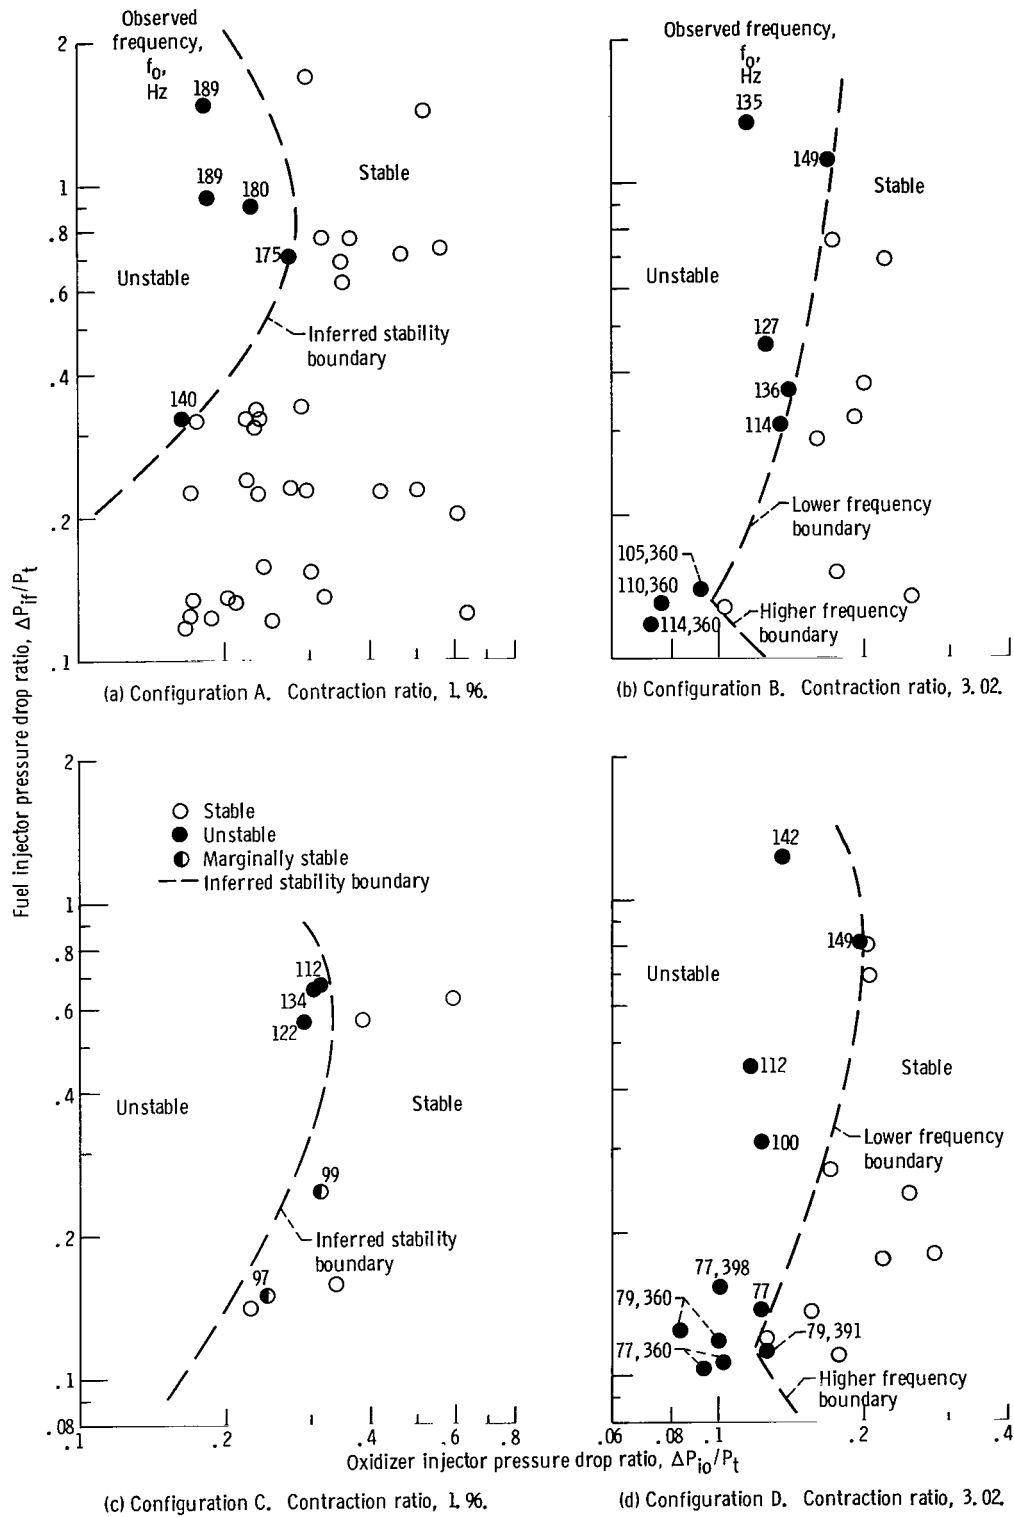 Observed
frequency,
f₀,
Hz
189
189
180
175
140
Stable
Unstable
Inferred stability
boundary
2
1
.8
.6
.4
.2
.1
(a) Configuration A. Contraction ratio, 1.96.
Observed frequency,
f₀,
Hz
135
149
Stable
Unstable
127
136
114
Lower frequency
boundary
105,360
110,360
114,360
Higher frequency
boundary
(b) Configuration B. Contraction ratio, 3.02.
Fuel injector pressure drop ratio, ΔPif/Pt
2
1
.8
.6
.4
.2
.1
.08
Stable
Unstable
Marginally stable
Inferred stability boundary
112
134
122
Unstable
Stable
99
Inferred stability
boundary
97
.1
.2
.4
.6
.8
(c) Configuration C. Contraction ratio, 1.96.
142
149
Unstable
112
Stable
100
Lower frequency
boundary
77,398
79,360
77
77,360
79,391
Higher frequency
boundary
.06
.08
.1
.2
.4
Oxidizer injector pressure drop ratio, ΔPio/Pt
(d) Configuration D. Contraction ratio, 3.02.